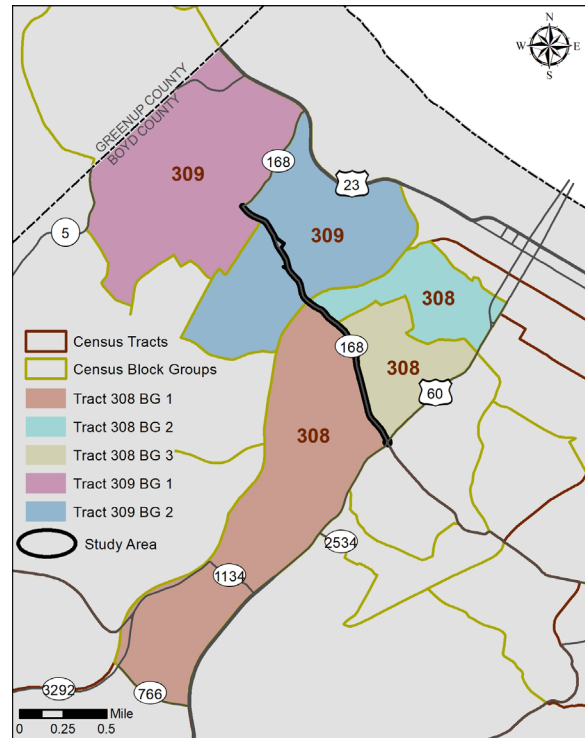 N
W E
S
GREENUP COUNTY
BOYD COUNTY
309
168
23
5
309
308
168
308
60
308
Census Tracts
Census Block Groups
Tract 308 BG 1
Tract 308 BG 2
Tract 308 BG 3
Tract 309 BG 1
Tract 309 BG 2
Study Area
2534
1134
3292
766
Mile
0 0.25 0.5